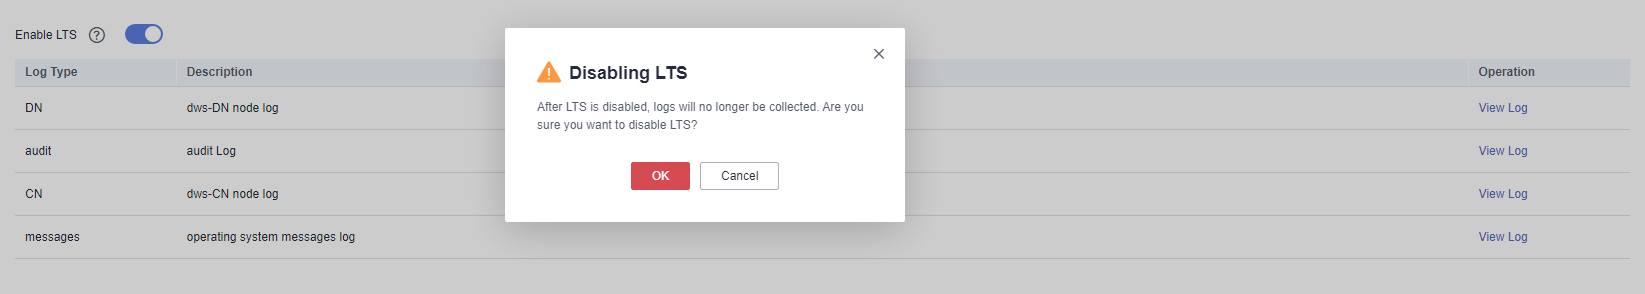 Enable LTS ?
Disabling LTS
After LTS is disabled, logs will no longer be collected. Are you
sure you want to disable LTS?
OK Cancel
Log Type Description Operation
DN dws-DN node log View Log
audit audit Log View Log
CN dws-CN node log View Log
messages operating system messages log View Log